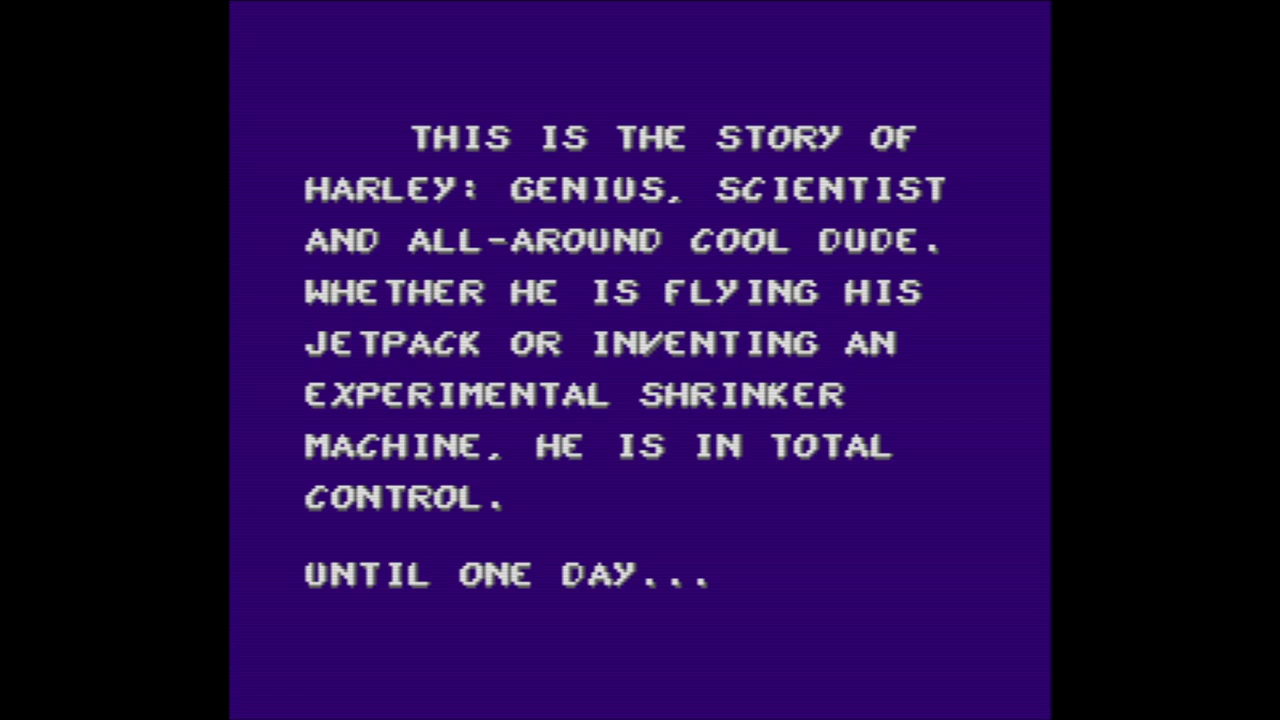 THIS IS THE STORY OF
HARLEY: GENIUS, SCIENTIST
AND ALL-AROUND COOL DUDE.
WHETHER HE IS FLYING HIS
JETPACK OR INVENTING AN
EXPERIMENTAL SHRINKER
MACHINE, HE IS IN TOTAL
CONTROL.
UNTIL ONE DAY...